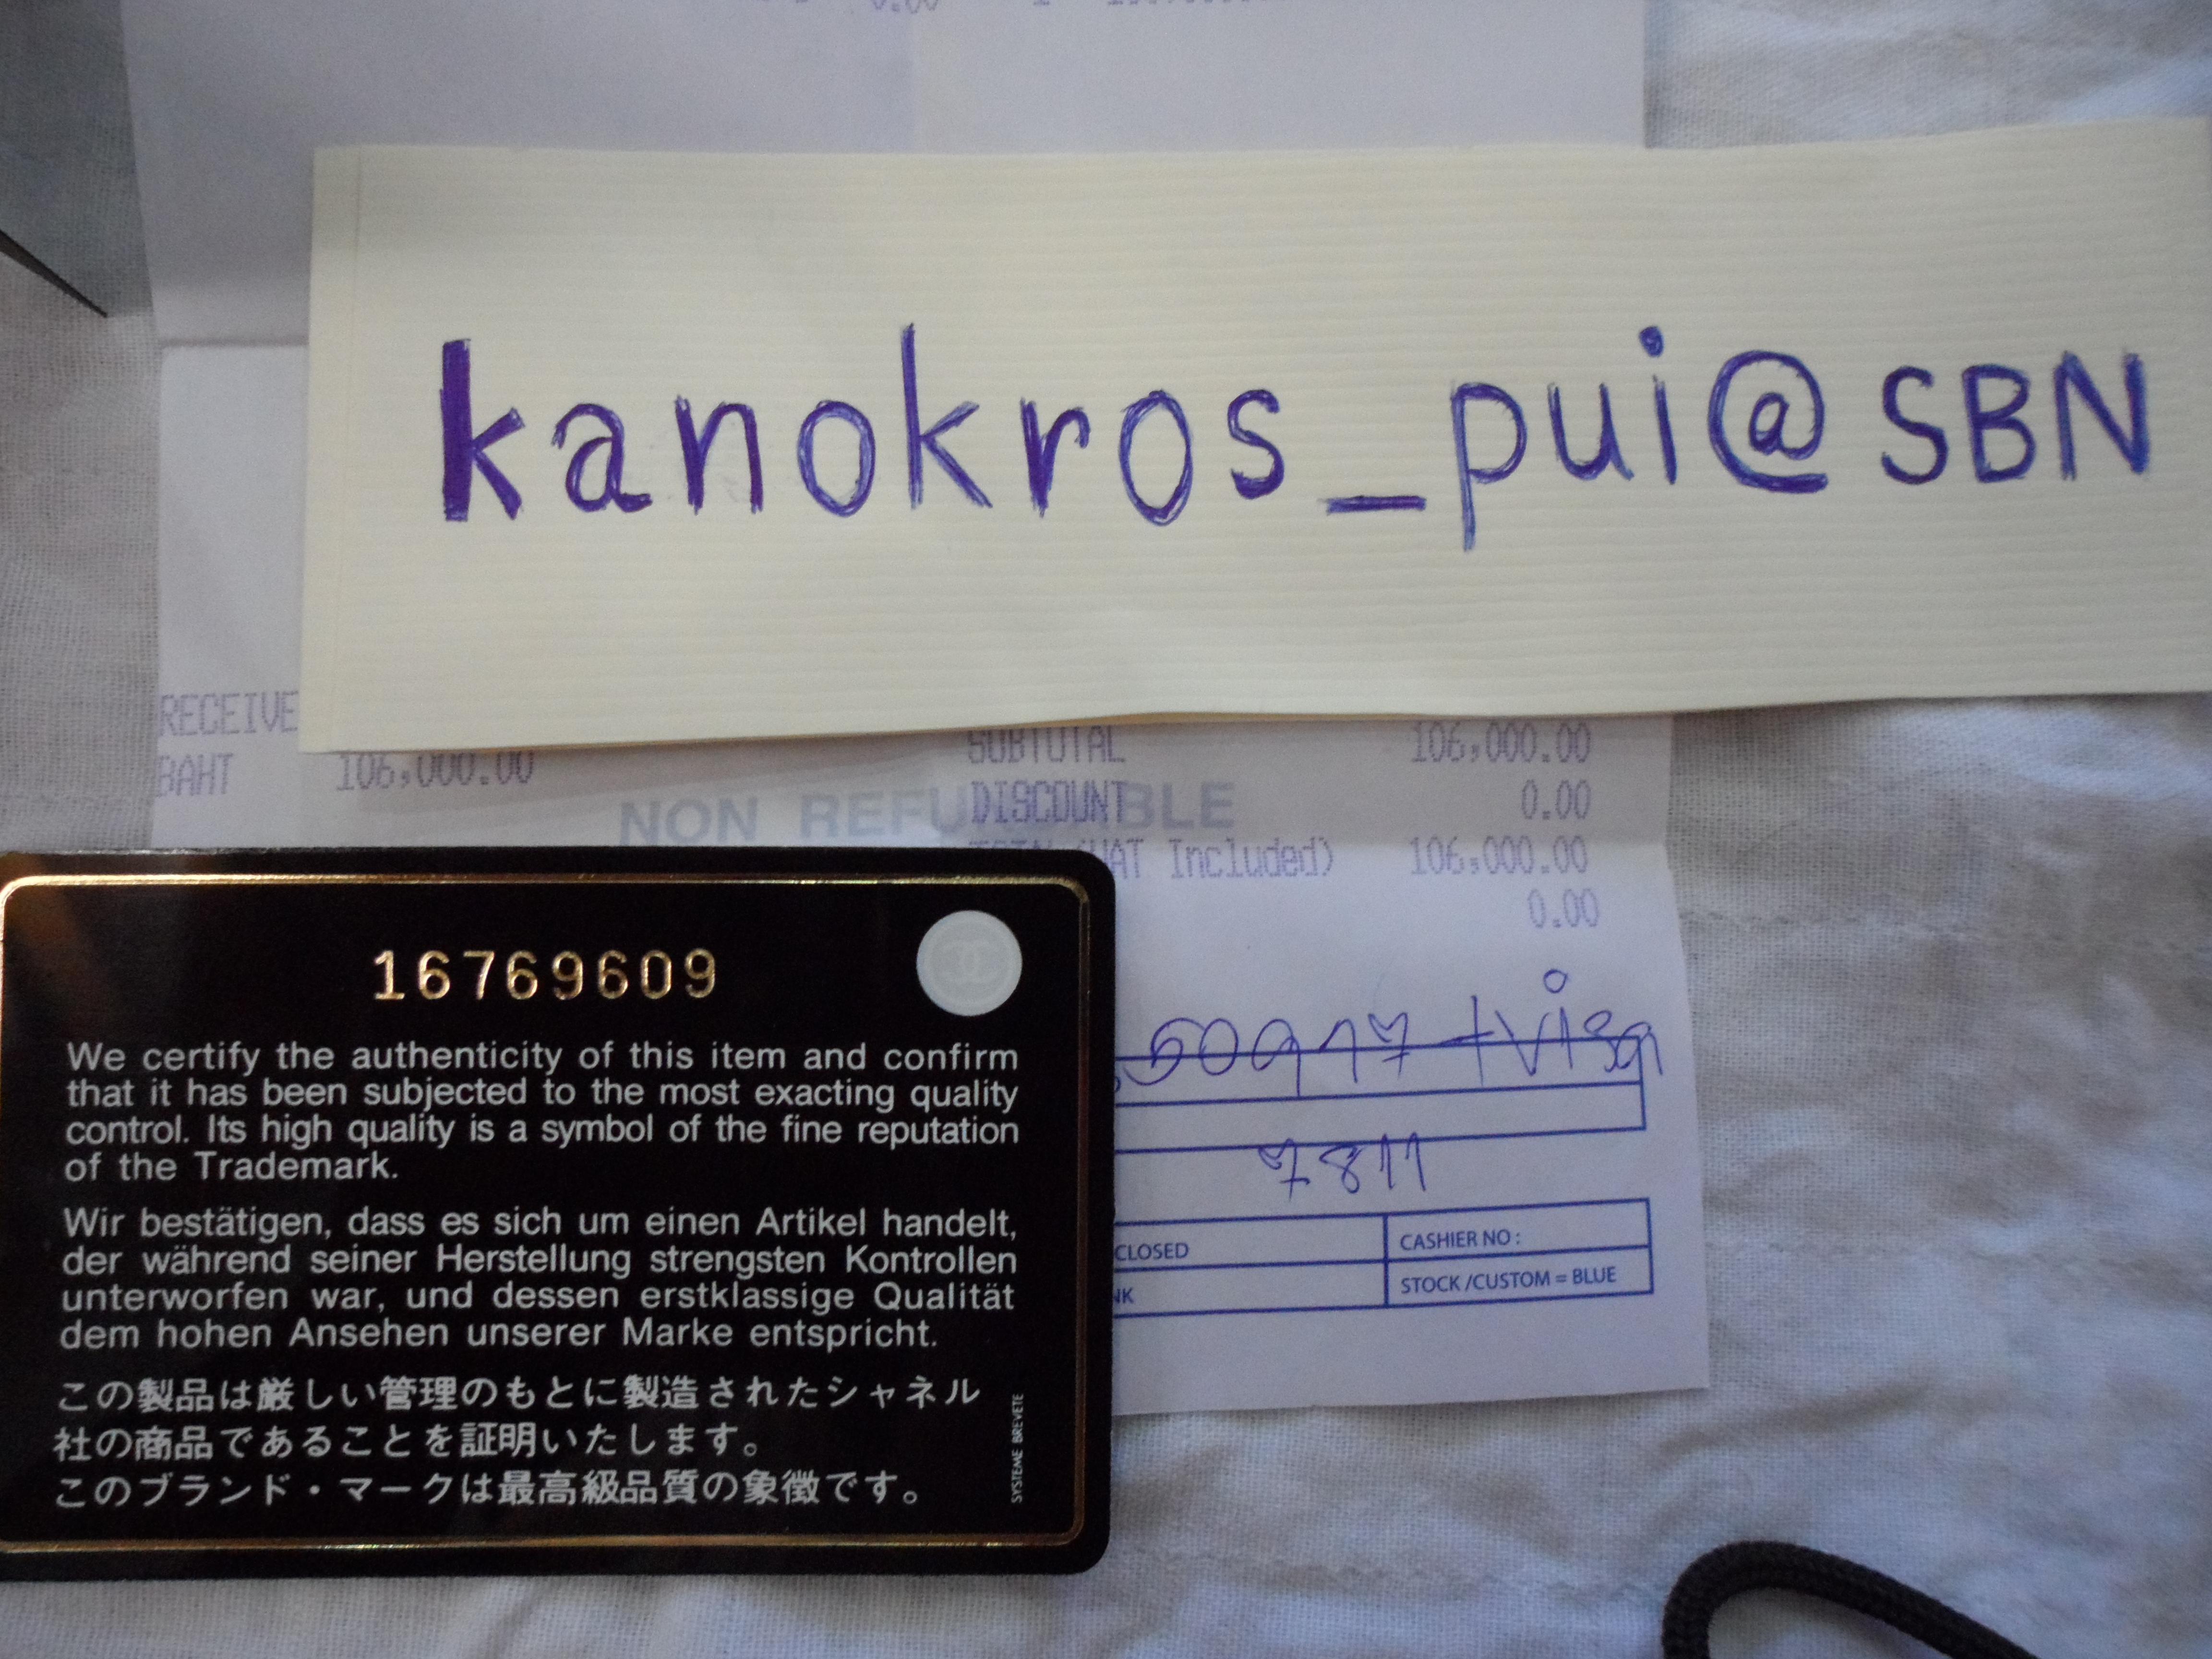 kanokros_pui@SBN
RECEIVE
BAHT 106,000.00
SUBTOTAL 106,000.00
DISCOUNT 0.00
(VAT Included) 106,000.00
0.00
NON REFUNDABLE
16769609
We certify the authenticity of this item and confirm
that it has been subjected to the most exacting quality
control. Its high quality is a symbol of the fine reputation
of the Trademark.
Wir bestätigen, dass es sich um einen Artikel handelt,
der während seiner Herstellung strengsten Kontrollen
unterworfen war, und dessen erstklassige Qualität
dem hohen Ansehen unserer Marke entspricht.
この製品は厳しい管理のもとに製造されたシャネル
社の商品であることを証明いたします。
このブランド・マークは最高級品質の象徴です。
SYSTEME BREVETE
visa
7811
CLOSED
CASHIER NO :
NK
STOCK /CUSTOM = BLUE